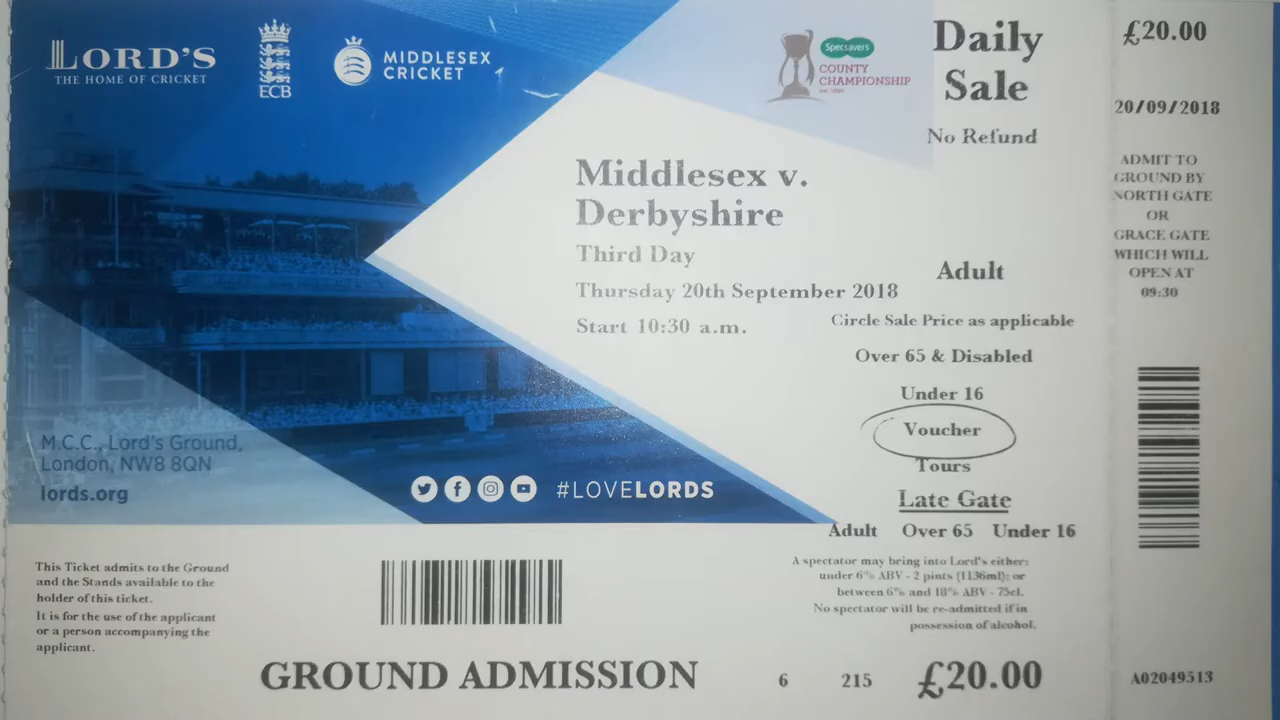 LORD'S
THE HOME OF CRICKET
ECB
MIDDLESEX
CRICKET
Specsavers
COUNTY
CHAMPIONSHIP
est. 1890
Daily
Sale
No Refund
Middlesex v.
Derbyshire
Third Day
Thursday 20th September 2018
Start 10:30 a.m.
Adult
Circle Sale Price as applicable
Over 65 & Disabled
Under 16
Voucher
Tours
Late Gate
Adult Over 65 Under 16
M.C.C., Lord's Ground,
London, NW8 8QN
lords.org
#LOVELORDS
This Ticket admits to the Ground
and the Stands available to the
holder of this ticket.
It is for the use of the applicant
or a person accompanying the
applicant.
A spectator may bring into Lord's either:
under 6% ABV - 2 pints (1136ml); or
between 6% and 18% ABV - 75cl.
No spectator will be re-admitted if in
possession of alcohol.
GROUND ADMISSION
6 215 £20.00
£20.00
20/09/2018
ADMIT TO
GROUND BY
NORTH GATE
OR
GRACE GATE
WHICH WILL
OPEN AT
09:30
A02049513